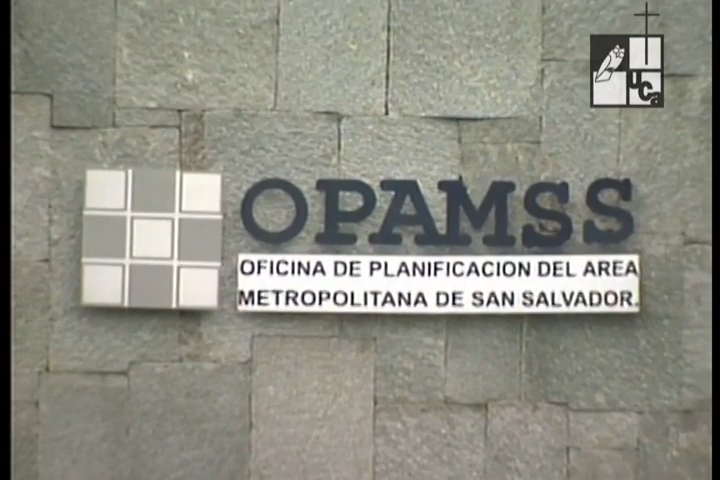 UCa
OPAMSS
OFICINA DE PLANIFICACION DEL AREA
METROPOLITANA DE SAN SALVADOR.